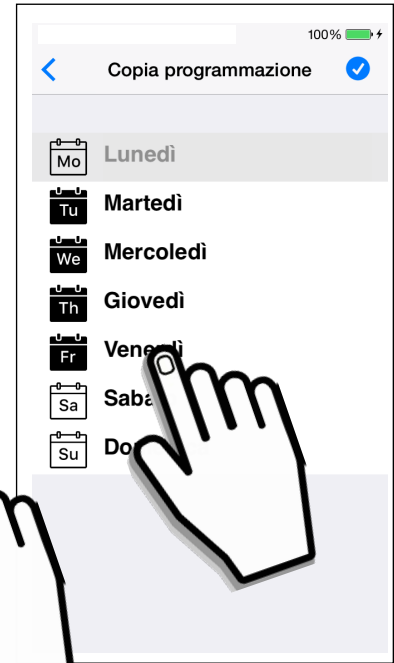 100%
Copia programmazione
Mo Lunedì
Tu Martedì
We Mercoledì
Th Giovedì
Fr
Sa
Su